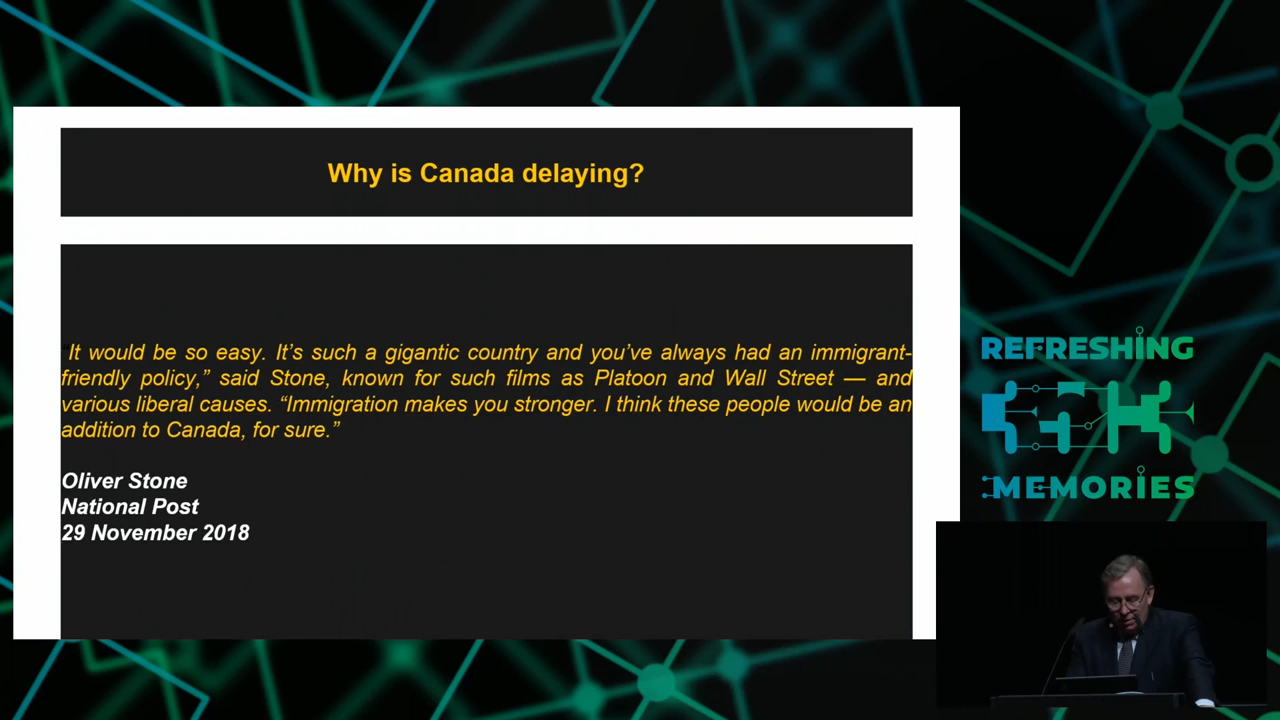 Why is Canada delaying?
"It would be so easy. It's such a gigantic country and you've always had an immigrant-
friendly policy," said Stone, known for such films as Platoon and Wall Street — and
various liberal causes. “Immigration makes you stronger. I think these people would be an
addition to Canada, for sure.”
Oliver Stone
National Post
29 November 2018
REFRESHING
35C3
MEMORIES